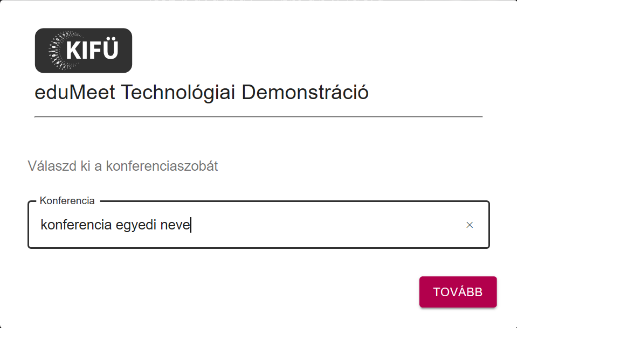 KIFÜ
eduMeet Technológiai Demonstráció
Válaszd ki a konferenciaszobát
Konferencia
konferencia egyedi neve
TOVÁBB